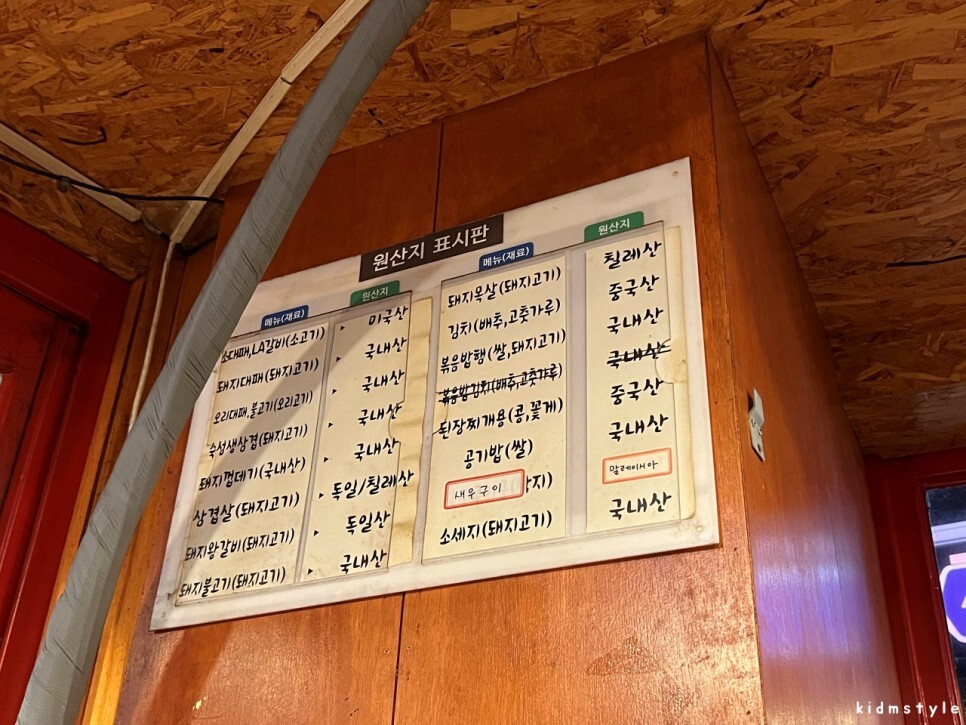 원산지 표시판
메뉴(재료) 원산지
소대패,LA갈비(소고기) 미국산
돼지대패(돼지고기) 국내산
오리대패,불고기(오리고기) 국내산
숙성생삼겹(돼지고기) 국내산
돼지껍데기(국내산) 국내산
삼겹살(돼지고기) 독일/칠레산
돼지왕갈비(돼지고기) 독일산
돼지불고기(돼지고기) 국내산
메뉴(재료) 원산지
돼지목살(돼지고기) 칠레산
김치(배추,고춧가루) 중국산
볶음밥행(쌀,돼지고기) 국내산
볶음밥김치(배추,고춧가루) 국내산
된장찌개용(콩,꽃게) 중국산
공기밥(쌀) 국내산
새우구이 지) 말레이시아
소세지(돼지고기) 국내산
kidmstyle